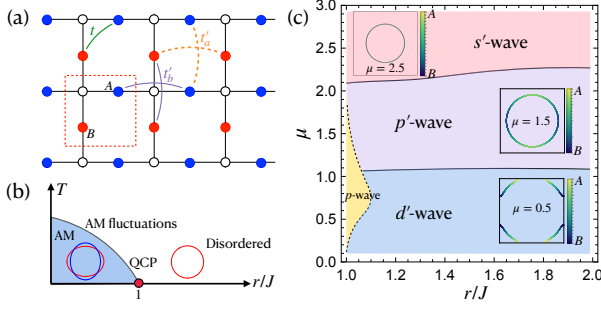 (a)
t
t'a
t'b
A
B
(b)
T
AM fluctuations
AM
Disordered
QCP
1
r/J
(c)
3.0
2.5
2.0
1.5
1.0
0.5
0.0
μ
A
B
μ = 2.5
s′-wave
p′-wave
A
μ = 1.5
B
p-wave
d′-wave
A
μ = 0.5
B
1.0 1.2 1.4 1.6 1.8 2.0
r/J